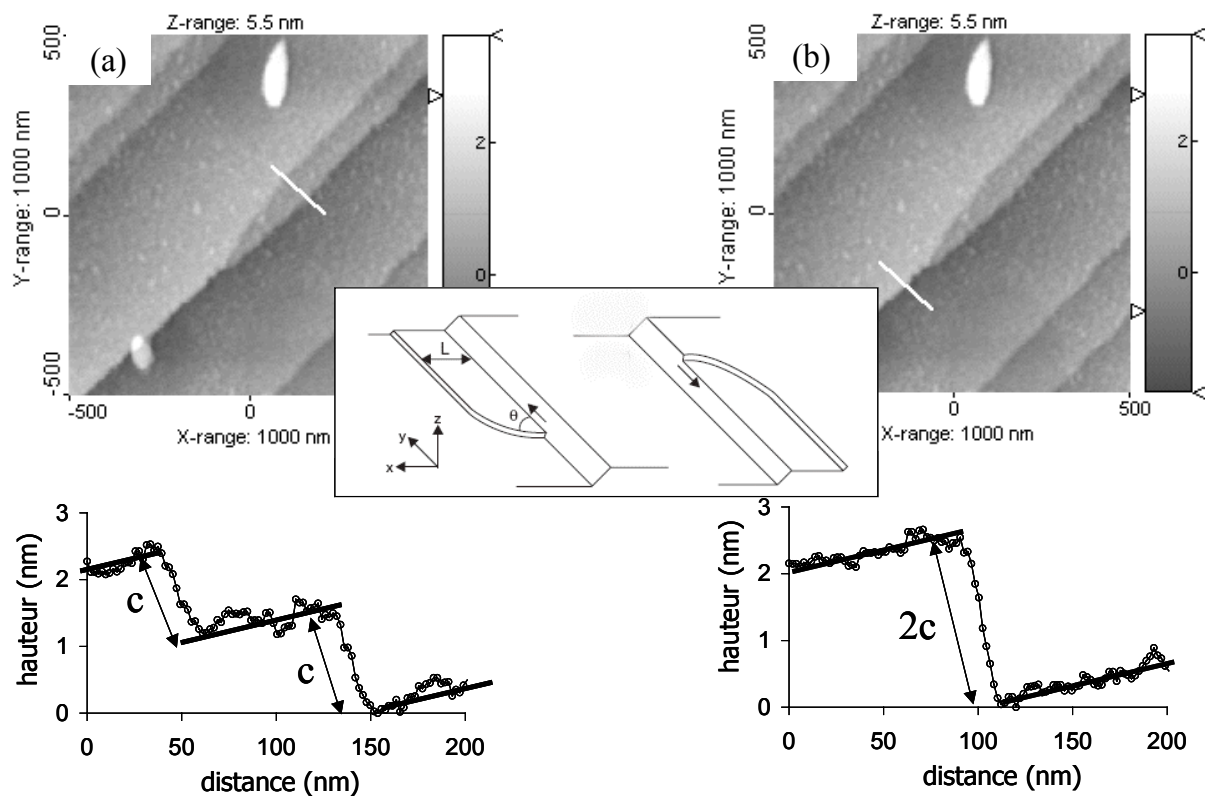 Z-range: 5.5 nm
(a)
500
0
-500
Y-range: 1000 nm
2
0
-500
0
X-range: 1000 nm
Z-range: 5.5 nm
(b)
500
0
-500
Y-range: 1000 nm
2
0
0
500
X-range: 1000 nm
L
θ
z
y
x
3
2
1
0
hauteur (nm)
c
c
0 50 100 150 200
distance (nm)
3
2
1
0
hauteur (nm)
2c
0 50 100 150 200
distance (nm)